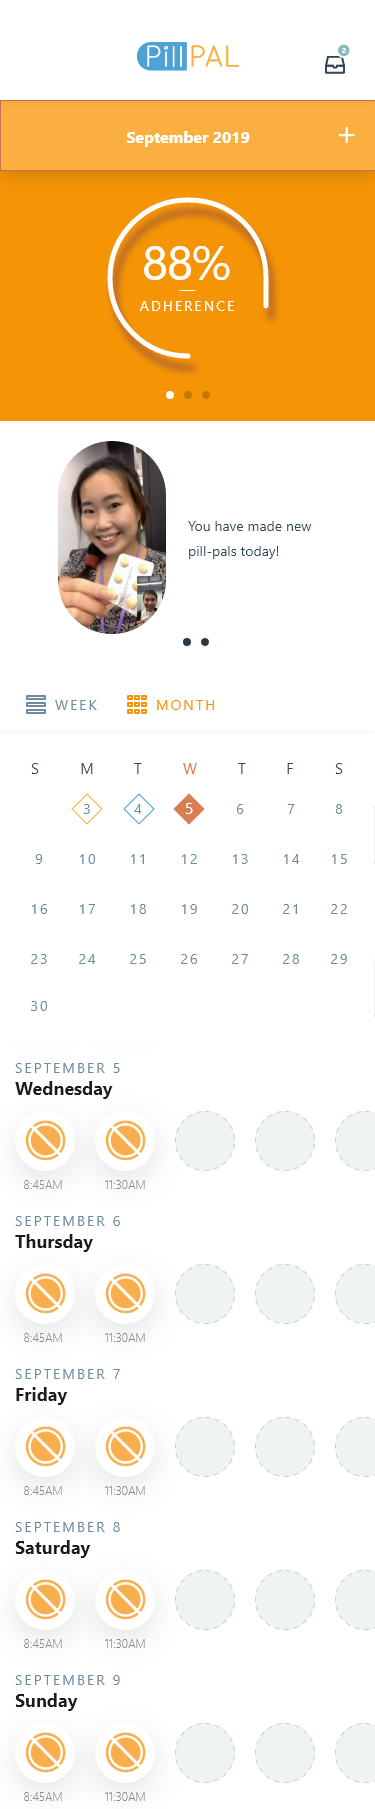 PillPAL
2
September 2019
+
88%
ADHERENCE
You have made new
pill-pals today!
WEEK MONTH
S M T W T F S
3 4 5 6 7 8
9 10 11 12 13 14 15
16 17 18 19 20 21 22
23 24 25 26 27 28 29
30
SEPTEMBER 5
Wednesday
8:45AM 11:30AM
SEPTEMBER 6
Thursday
8:45AM 11:30AM
SEPTEMBER 7
Friday
8:45AM 11:30AM
SEPTEMBER 8
Saturday
8:45AM 11:30AM
SEPTEMBER 9
Sunday
8:45AM 11:30AM